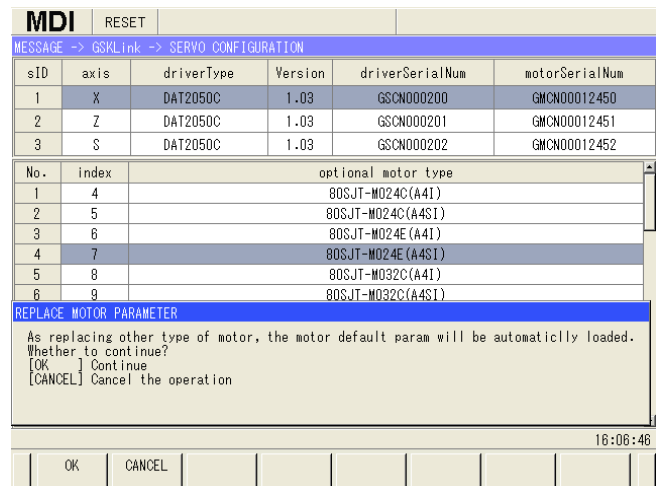 MDI RESET
MESSAGE -> GSKLink -> SERVO CONFIGURATION
sID axis driverType Version driverSerialNum motorSerialNum
1 X DAT2050C 1.03 GSCN000200 GMCN00012450
2 Z DAT2050C 1.03 GSCN000201 GMCN00012451
3 S DAT2050C 1.03 GSCN000202 GMCN00012452
No. index optional motor type
1 4 80SJT-M024C(A4I)
2 5 80SJT-M024C(A4SI)
3 6 80SJT-M024E(A4I)
4 7 80SJT-M024E(A4SI)
5 8 80SJT-M032C(A4I)
6 9 80SJT-M032C(A4SI)
REPLACE MOTOR PARAMETER
As replacing other type of motor, the motor default param will be automaticlly loaded.
Whether to continue?
[OK    ] Continue
[CANCEL] Cancel the operation
16:06:46
OK CANCEL